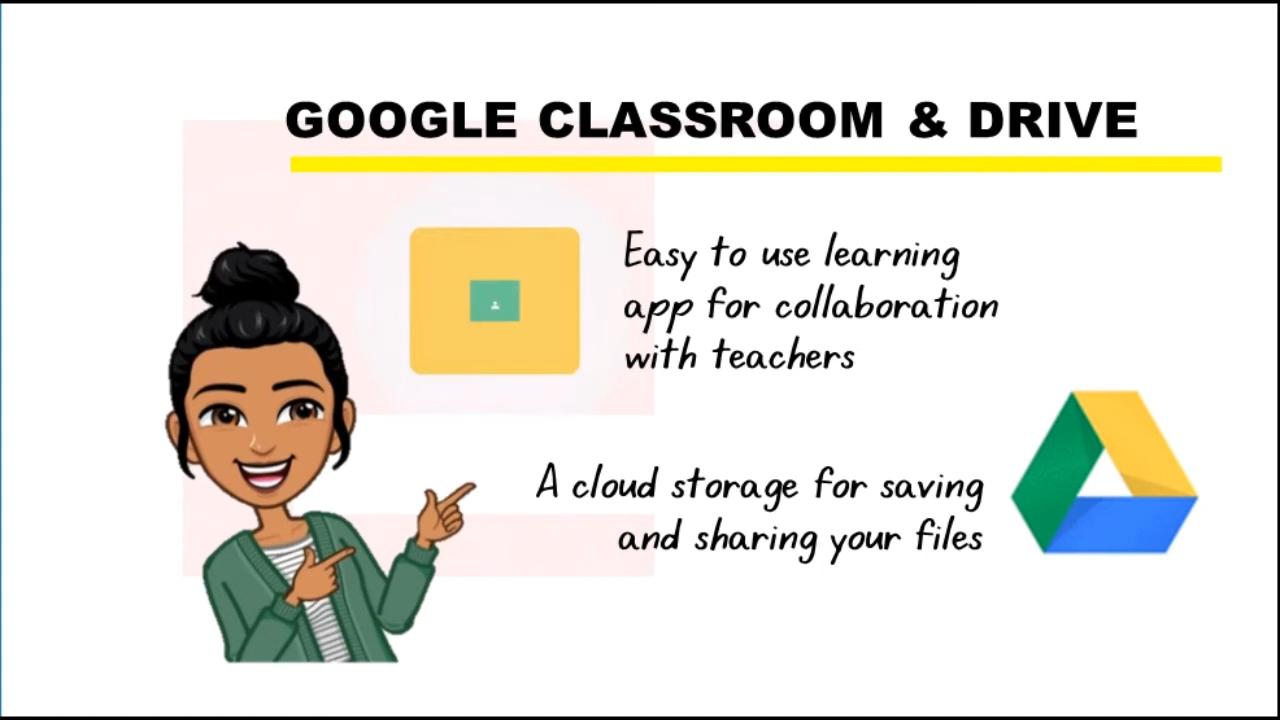 GOOGLE CLASSROOM & DRIVE
Easy to use learning
app for collaboration
with teachers
A cloud storage for saving
and sharing your files